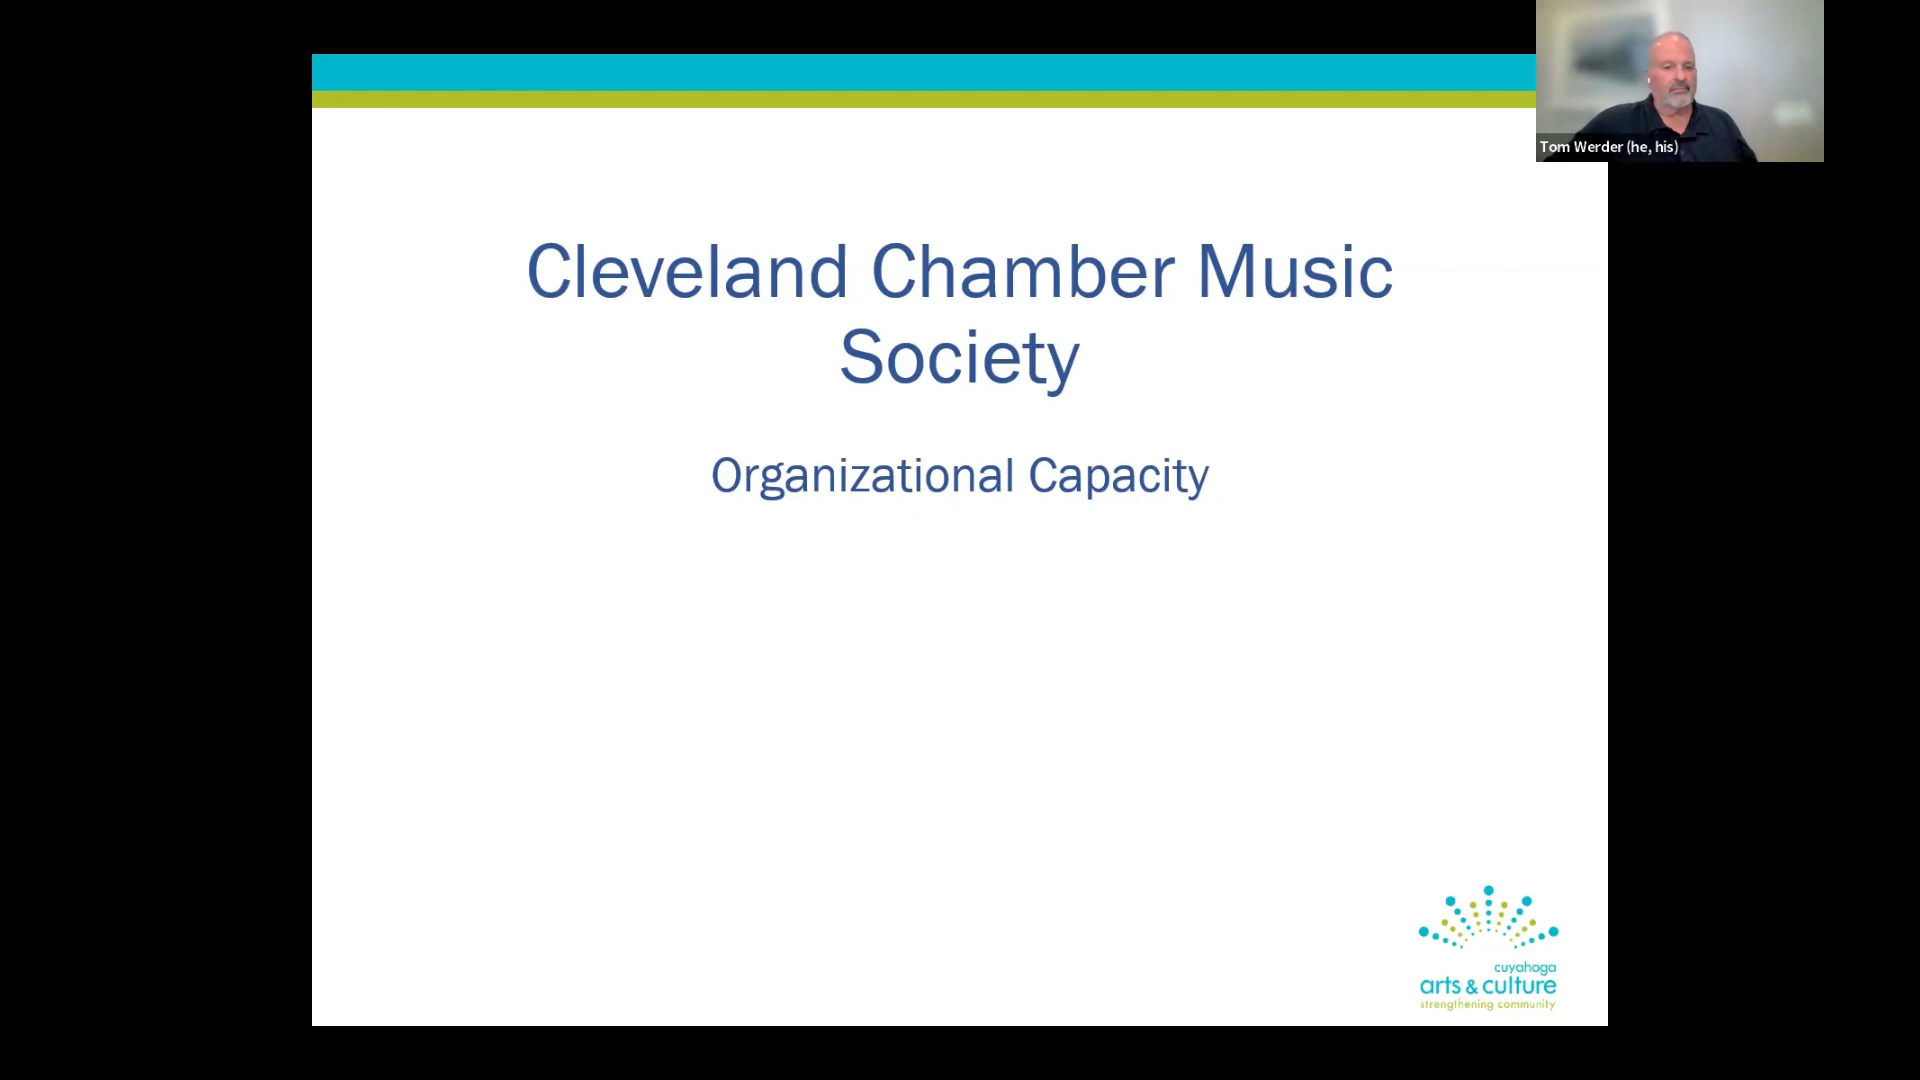 Tom Werder (he, his)
Cleveland Chamber Music
Society
Organizational Capacity
cuyahoga
arts & culture
strengthening community